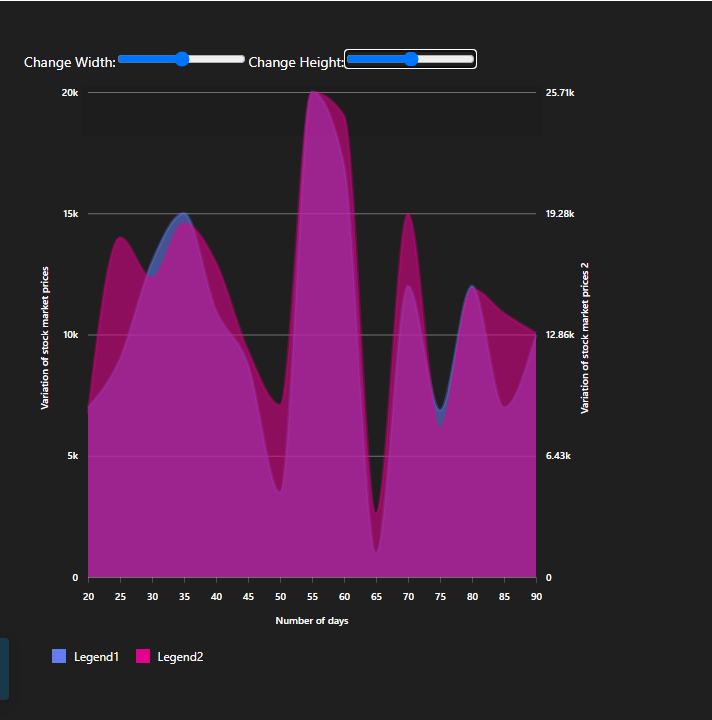 Change Width: Change Height:
20k 25.71k
15k 19.28k
10k 12.86k
5k 6.43k
0 0
Variation of stock market prices
Variation of stock market prices 2
20 25 30 35 40 45 50 55 60 65 70 75 80 85 90
Number of days
Legend1 Legend2